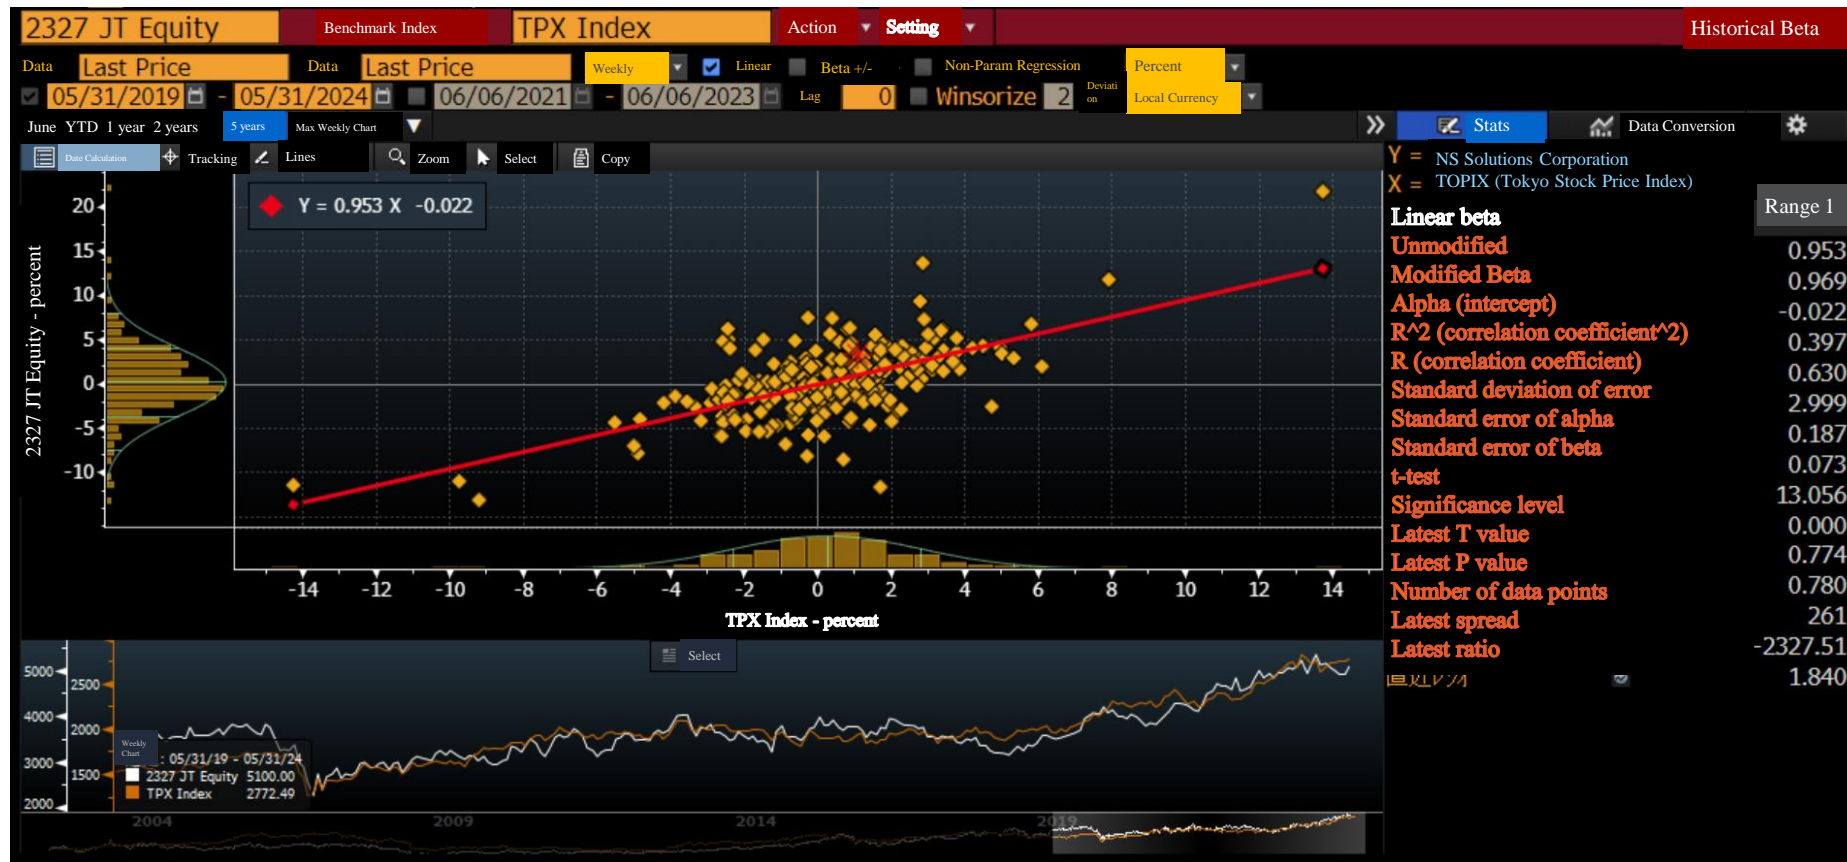 2327 JT Equity Benchmark Index TPX Index Action Setting Historical Beta
Data Last Price Data Last Price Weekly Linear Beta +/- Non-Param Regression Percent
05/31/2019 - 05/31/2024 06/06/2021 - 06/06/2023 Lag 0 Winsorize 2 Deviati on Local Currency
June YTD 1 year 2 years 5 years Max Weekly Chart Stats Data Conversion
Date Calculation Tracking Lines Zoom Select Copy
Y = NS Solutions Corporation
X = TOPIX (Tokyo Stock Price Index)
Range 1
Linear beta
Unmodified 0.953
Modified Beta 0.969
Alpha (intercept) -0.022
R^2 (correlation coefficient^2) 0.397
R (correlation coefficient) 0.630
Standard deviation of error 2.999
Standard error of alpha 0.187
Standard error of beta 0.073
t-test 13.056
Significance level 0.000
Latest T value 0.774
Latest P value 0.780
Number of data points 261
Latest spread -2327.51
Latest ratio 1.840
Y = 0.953 X -0.022
2327 JT Equity - percent
20
15
10
5
0
-5
-10
-14 -12 -10 -8 -6 -4 -2 0 2 4 6 8 10 12 14
TPX Index - percent
Select
5000
4000
3000
2000
2500
2000
1500
Weekly
Chart
: 05/31/19 - 05/31/24
2327 JT Equity 5100.00
TPX Index 2772.49
2004 2009 2014 2019